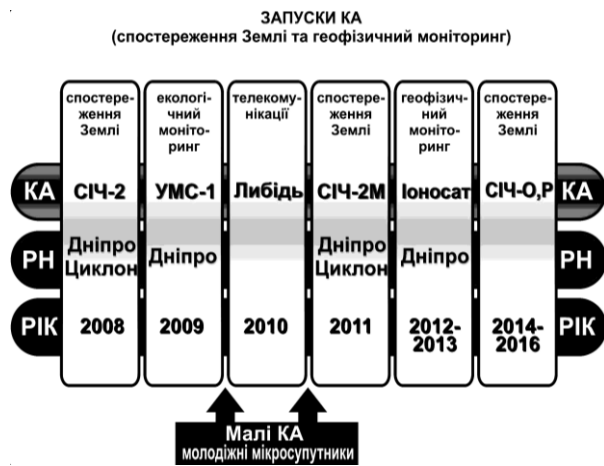 ЗАПУСКИ КА
(спостереження Землі та геофізичний моніторинг)
спостере-
ження
Землі
екологі-
чний
моніто-
ринг
телекому-
нікації
спостере-
ження
Землі
геофізич-
ний
моніто-
ринг
спостере-
ження
Землі
КА СІЧ-2 УМС-1 Либідь СІЧ-2М Іоносат СІЧ-О,Р КА
РН Дніпро Циклон Дніпро Дніпро Циклон Дніпро РН
РІК 2008 2009 2010 2011 2012-2013 2014-2016 РІК
Малі КА
молодіжні мікросупутники